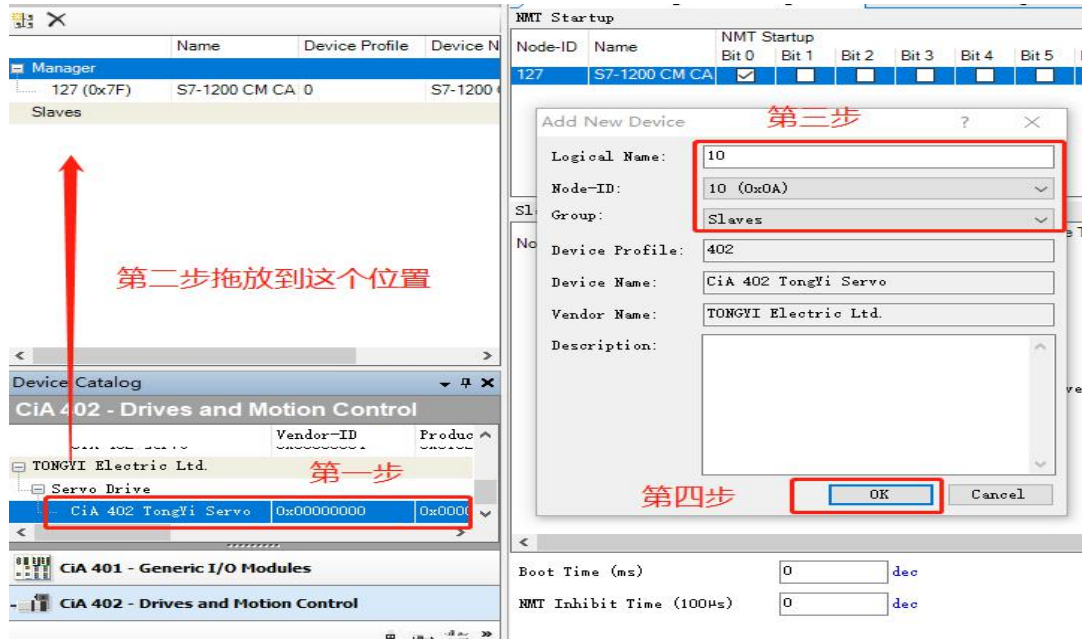 Name Device Profile Device N
Manager
127 (0x7F) S7-1200 CM CA 0 S7-1200
Slaves
第二步拖放到这个位置
Device Catalog
CiA 402 - Drives and Motion Control
Vendor-ID Produc
TONGYI Electric Ltd.
第一步
Servo Drive
CiA 402 TongYi Servo 0x00000000 0x0000
CiA 401 - Generic I/O Modules
CiA 402 - Drives and Motion Control
NMT Startup
Node-ID Name NMT Startup
Bit 0 Bit 1 Bit 2 Bit 3 Bit 4 Bit 5
127 S7-1200 CM CA
Add New Device
第三步
Logical Name: 10
Node-ID: 10 (0x0A)
Group: Slaves
Device Profile: 402
Device Name: CiA 402 TongYi Servo
Vendor Name: TONGYI Electric Ltd.
Description:
第四步
OK Cancel
Boot Time (ms) 0 dec
NMT Inhibit Time (100µs) 0 dec